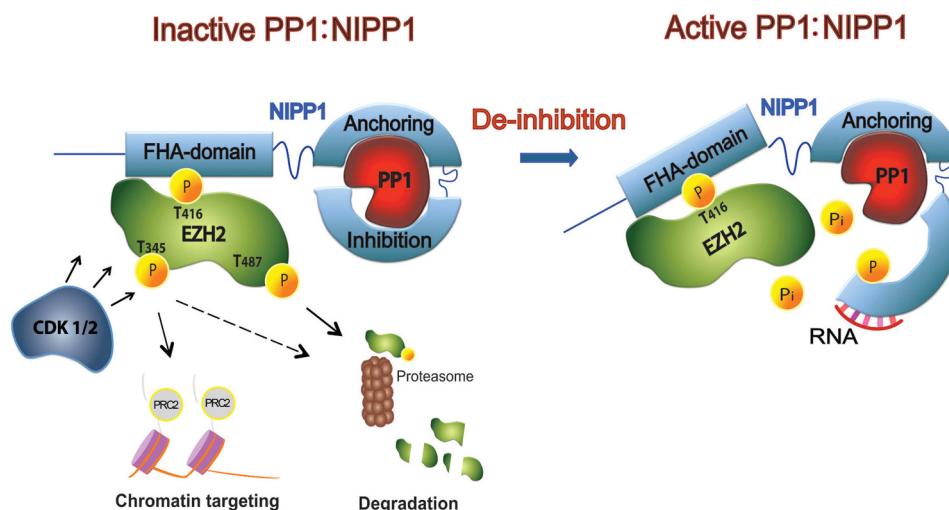 Inactive PP1:NIPP1
Active PP1:NIPP1
NIPP1
Anchoring
FHA-domain
PP1
Inhibition
P
T416
EZH2
T345
T487
P
P
CDK 1/2
De-inhibition
NIPP1
Anchoring
FHA-domain
PP1
P
T416
EZH2
Pi
P
Pi
RNA
Proteasome
PRC2
PRC2
Chromatin targeting
Degradation